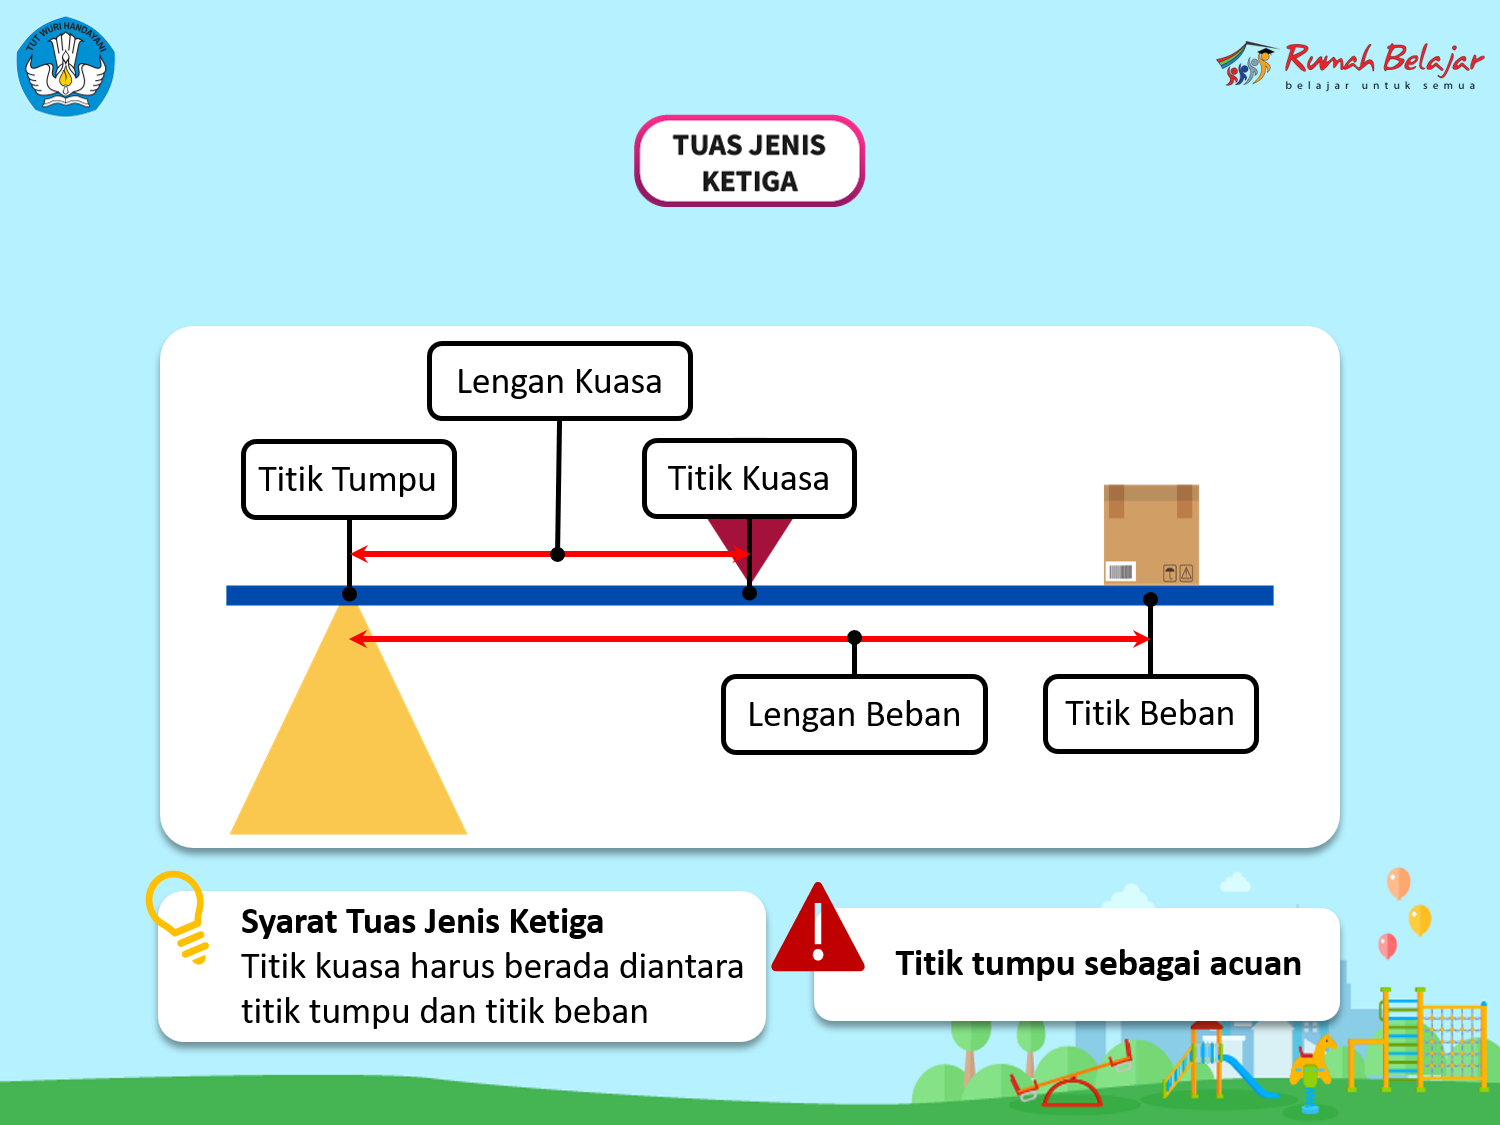 TUT WURI HANDAYANI
Rumah Belajar
belajar untuk semua
TUAS JENIS
KETIGA
Lengan Kuasa
Titik Tumpu
Titik Kuasa
Lengan Beban
Titik Beban
Syarat Tuas Jenis Ketiga
Titik kuasa harus berada diantara
titik tumpu dan titik beban
Titik tumpu sebagai acuan